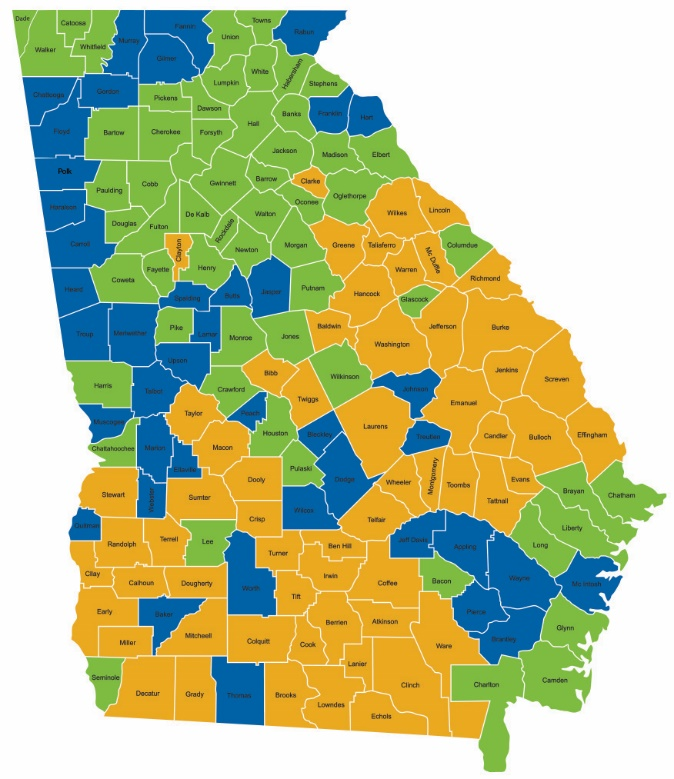 Dade
Catoosa
Walker
Whitfield
Murray
Fannin
Gilmer
Union
Towns
Rabun
White
Habersham
Lumpkin
Stephens
Chattooga
Gordon
Pickens
Dawson
Banks
Franklin
Hart
Floyd
Bartow
Cherokee
Forsyth
Hall
Jackson
Madison
Elbert
Polk
Paulding
Cobb
Gwinnett
Barrow
Clarke
Oconee
Oglethorpe
Haralson
Douglas
Fulton
De Kalb
Rockdale
Walton
Wilkes
Lincoln
Carroll
Clayton
Newton
Morgan
Greene
Taliaferro
Mc Duffie
Columdue
Fayette
Henry
Warren
Richmond
Heard
Coweta
Spalding
Butts
Jasper
Putnam
Hancock
Glascock
Troup
Meriwether
Pike
Lamar
Monroe
Jones
Baldwin
Washington
Jefferson
Burke
Upson
Harris
Talbot
Crawford
Bibb
Twiggs
Wilkinson
Johnson
Jenkins
Screven
Emanuel
Muscogee
Taylor
Peach
Houston
Bleckley
Laurens
Treutlen
Candler
Bulloch
Effingham
Chattahoochee
Marion
Macon
Pulaski
Dodge
Wheeler
Montgomery
Toombs
Evans
Tattnall
Bryan
Chatham
Stewart
Webster
Sumter
Dooly
Crisp
Wilcox
Telfair
Liberty
Long
Quitman
Randolph
Terrell
Lee
Turner
Ben Hill
Jeff Davis
Appling
Wayne
Mc Intosh
Cllay
Calhoun
Dougherty
Worth
Tift
Irwin
Coffee
Bacon
Pierce
Early
Baker
Mitcheell
Miller
Colquitt
Cook
Berrien
Atkinson
Ware
Brantley
Glynn
Seminole
Dacatur
Grady
Thomas
Brooks
Lanier
Lowndes
Clinch
Echols
Charlton
Camden